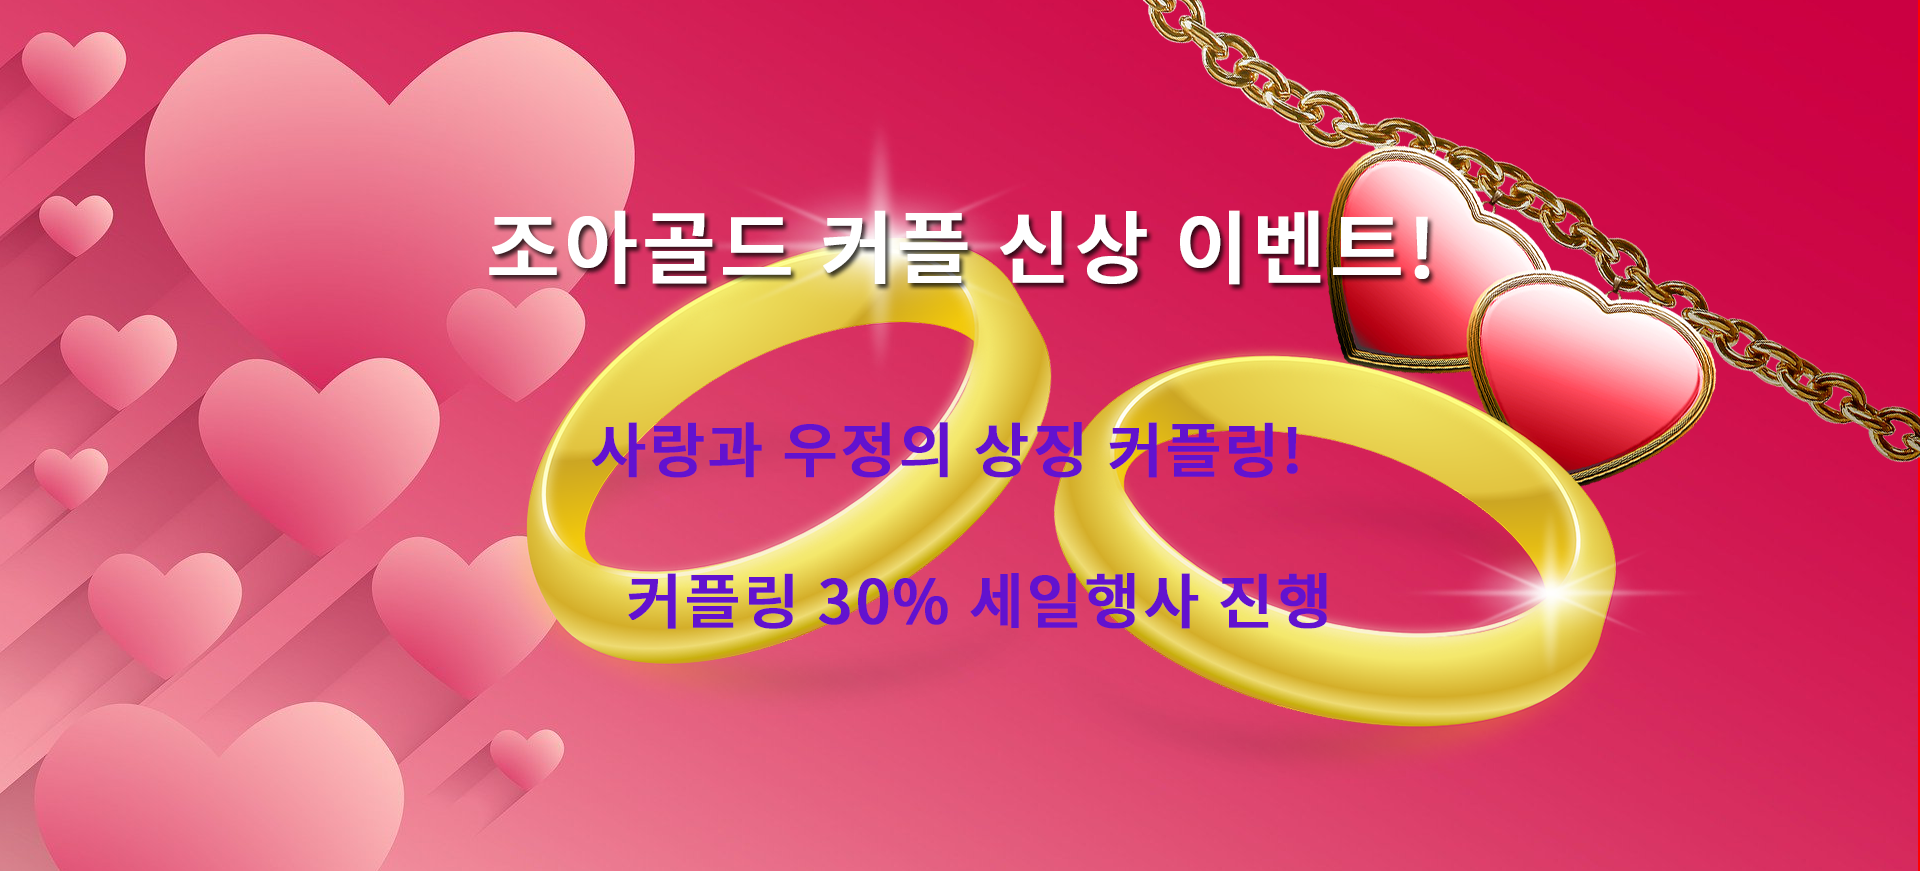 조아골드 커플 신상 이벤트!
사랑과 우정의 상징 커플링!
커플링 30% 세일행사 진행